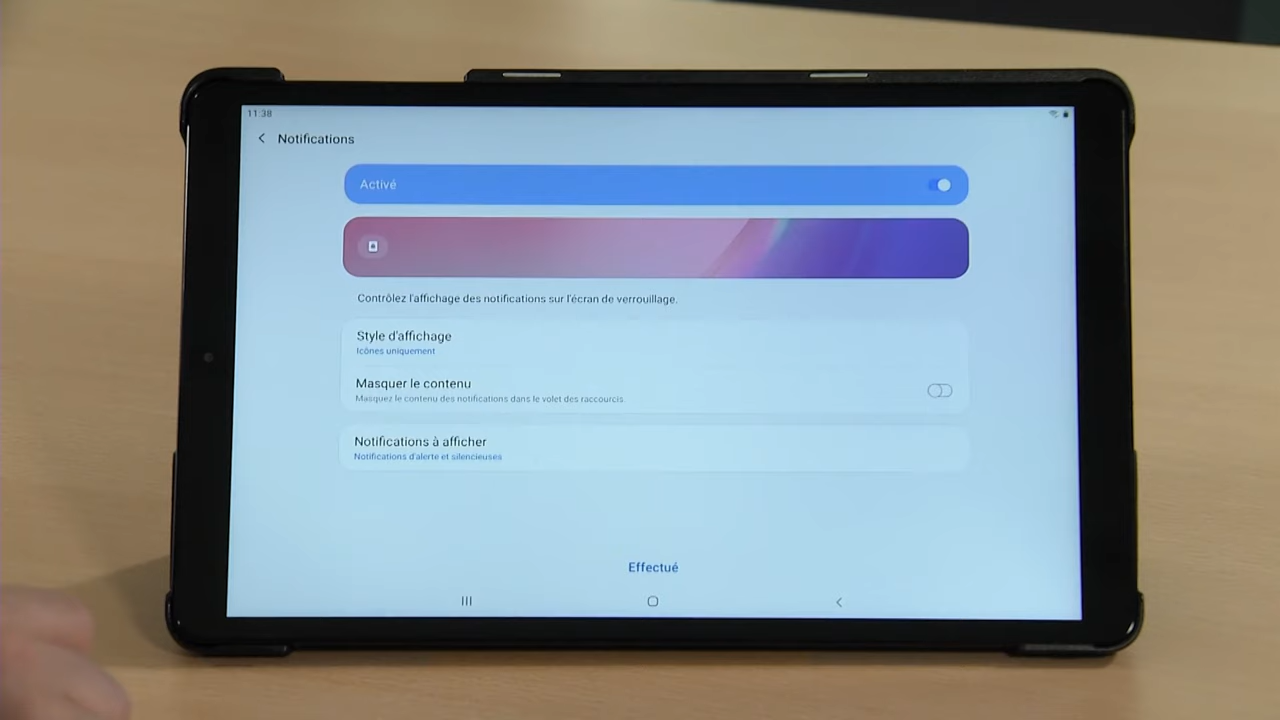 11:38
Notifications
Activé
Contrôlez l'affichage des notifications sur l'écran de verrouillage.
Style d'affichage
Icônes uniquement
Masquer le contenu
Masquez le contenu des notifications dans le volet des raccourcis.
Notifications à afficher
Notifications d'alerte et silencieuses
Effectué